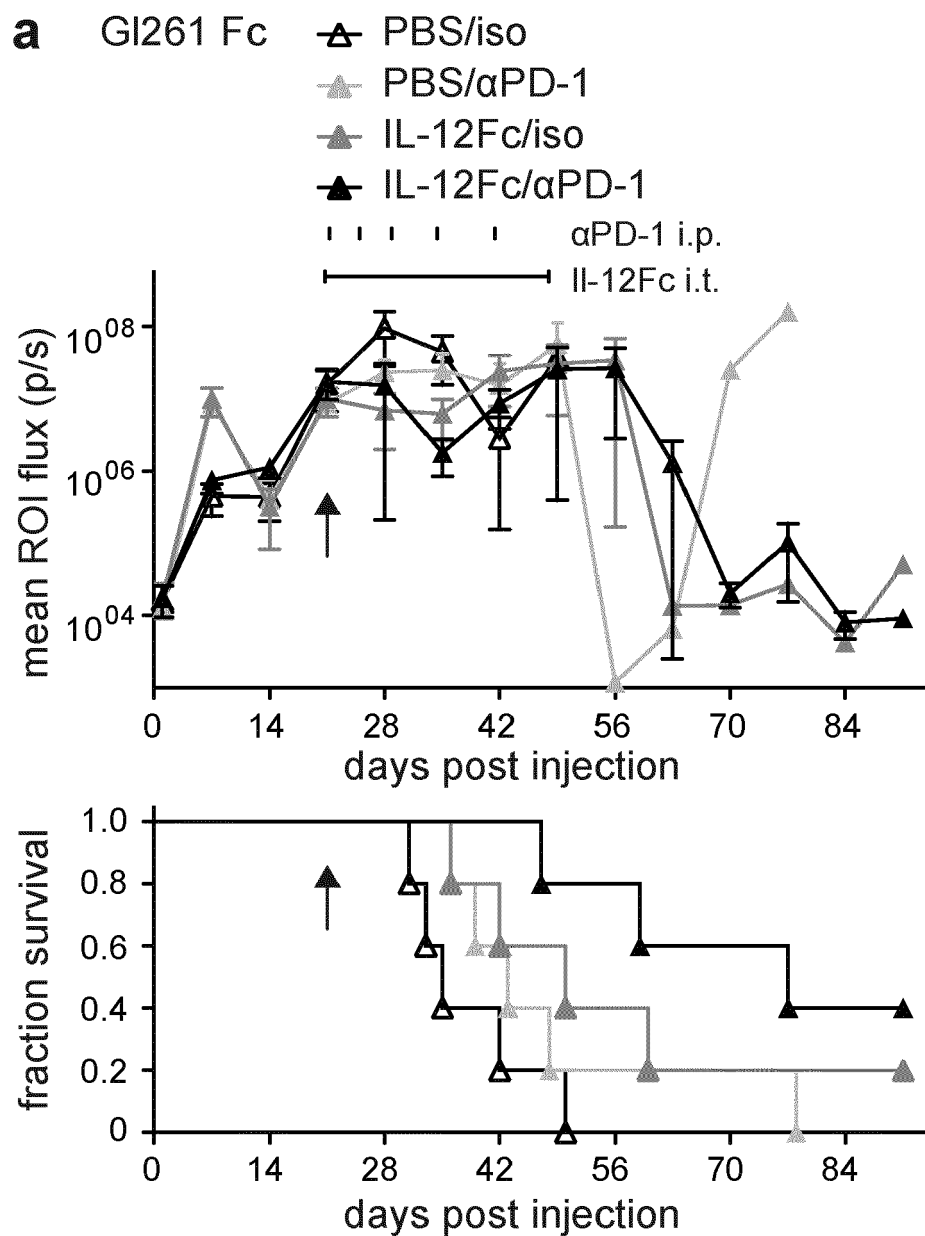 a GI261 Fc PBS/iso
PBS/αPD-1
IL-12Fc/iso
IL-12Fc/αPD-1
αPD-1 i.p.
Il-12Fc i.t.
mean ROI flux (p/s)
10⁰⁸
10⁰⁶
10⁰⁴
0 14 28 42 56 70 84
days post injection
fraction survival
1.0
0.8
0.6
0.4
0.2
0
0 14 28 42 56 70 84
days post injection